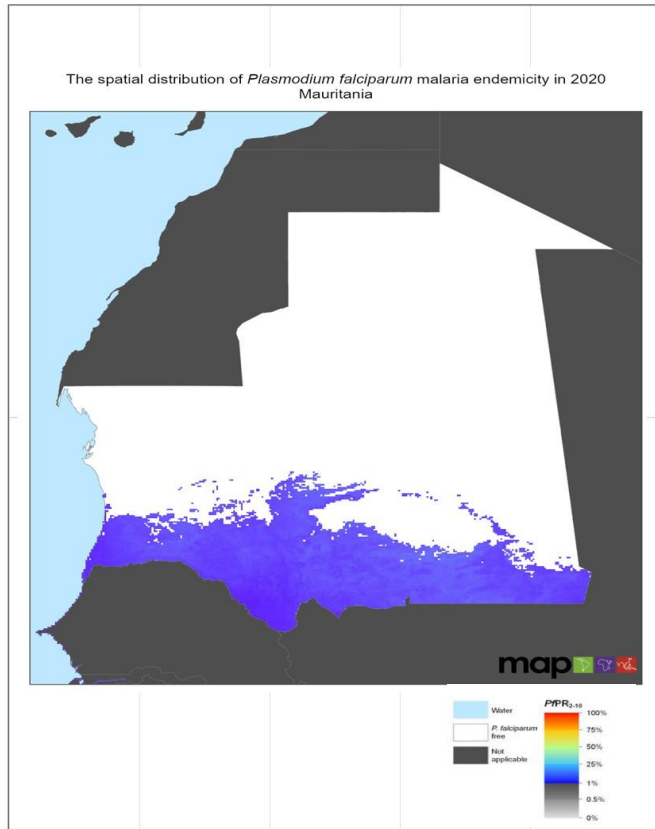 The spatial distribution of Plasmodium falciparum malaria endemicity in 2020
Mauritania
map
Water
P. falciparum
free
Not
applicable
PfPR2-10
100%
75%
50%
25%
1%
0.5%
0%